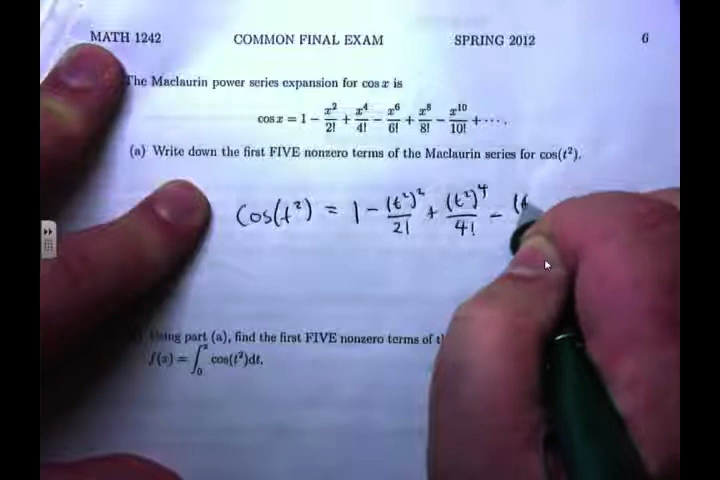 MATH 1242 COMMON FINAL EXAM SPRING 2012 6
The Maclaurin power series expansion for cos x is
cos x = 1 − x²/2! + x⁴/4! − x⁶/6! + x⁸/8! − x¹⁰/10! + ⋯.
(a) Write down the first FIVE nonzero terms of the Maclaurin series for cos(t²).
cos(t²) = 1 − (t²)²/2! + (t²)⁴/4! − (t
Using part (a), find the first FIVE nonzero terms of
f(x) = ∫₀ˣ cos(t²)dt.